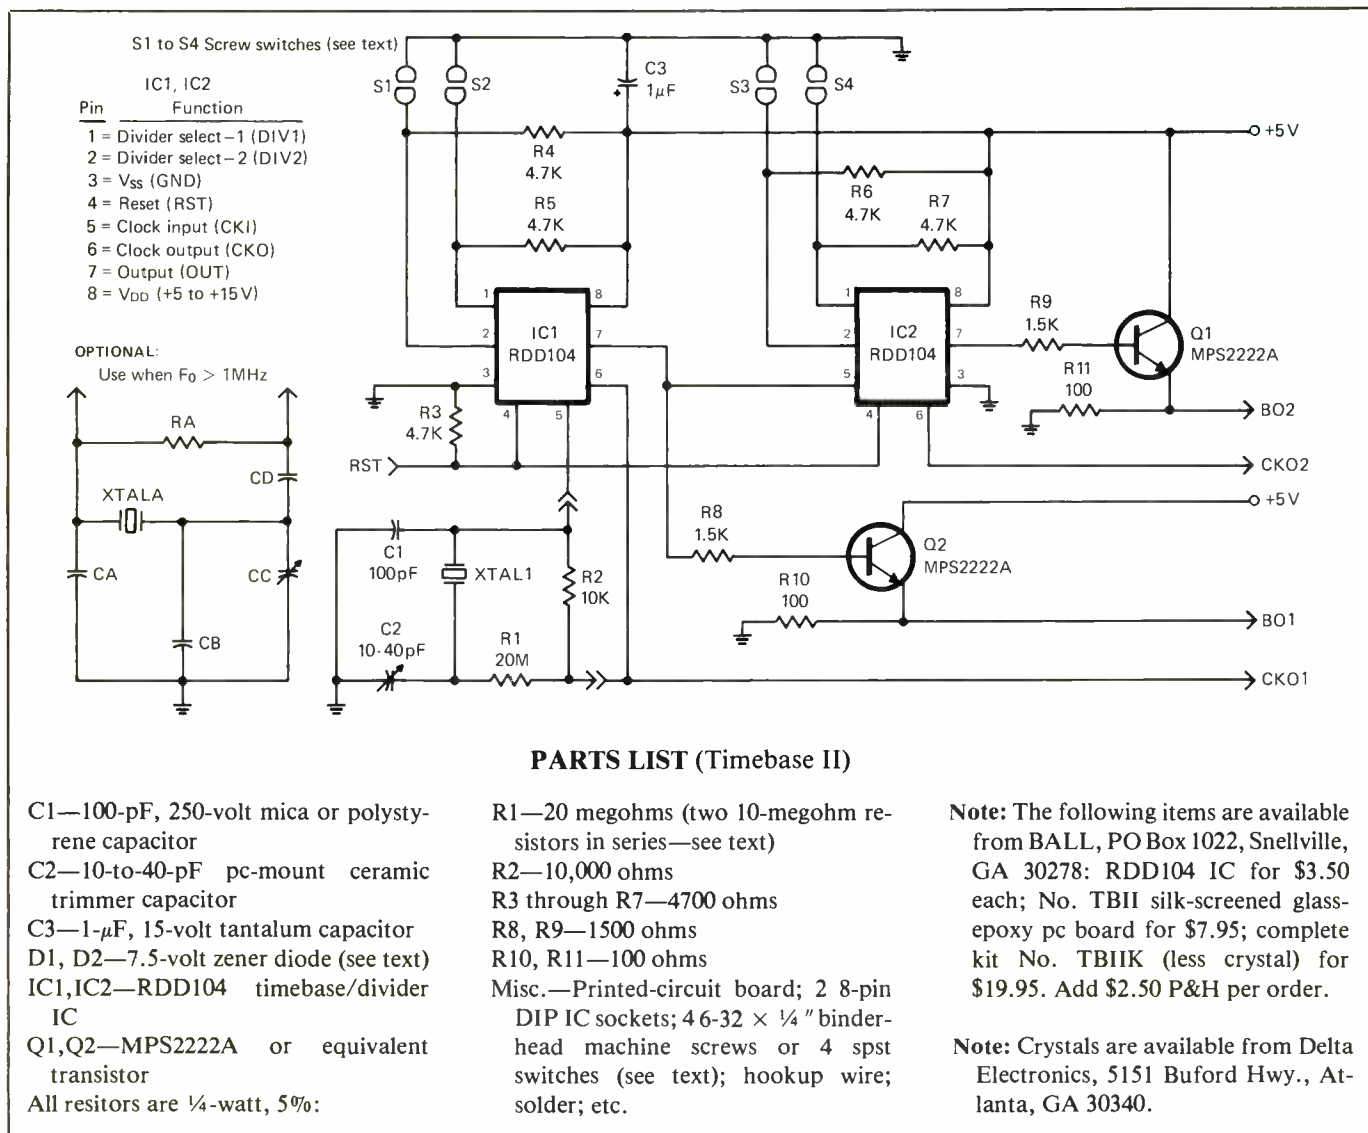 S1 to S4 Screw switches (see text)
IC1, IC2
Pin Function
1 = Divider select-1 (DIV1)
2 = Divider select-2 (DIV2)
3 = VSS (GND)
4 = Reset (RST)
5 = Clock input (CKI)
6 = Clock output (CKO)
7 = Output (OUT)
8 = VDD (+5 to +15V)
OPTIONAL:
Use when F0 > 1MHz
RA
CD
XTALA
CA
CC
CB
S1
S2
C3
1µF
+
S3
S4
R4
4.7K
R5
4.7K
R6
4.7K
R7
4.7K
+5V
1
2
3
4
5
6
7
8
IC1
RDD104
1
2
5
4
6
3
7
8
IC2
RDD104
R9
1.5K
Q1
MPS2222A
R11
100
BO2
R3
4.7K
RST
CKO2
+5V
R8
1.5K
Q2
MPS2222A
R10
100
BO1
C1
100pF
XTAL1
R2
10K
C2
10-40pF
R1
20M
CKO1
PARTS LIST (Timebase II)
C1—100-pF, 250-volt mica or polysty-
rene capacitor
C2—10-to-40-pF pc-mount ceramic
trimmer capacitor
C3—1-µF, 15-volt tantalum capacitor
D1, D2—7.5-volt zener diode (see text)
IC1,IC2—RDD104 timebase/divider
IC
Q1,Q2—MPS2222A or equivalent
transistor
All resitors are ¼-watt, 5%:
R1—20 megohms (two 10-megohm re-
sistors in series—see text)
R2—10,000 ohms
R3 through R7—4700 ohms
R8, R9—1500 ohms
R10, R11—100 ohms
Misc.—Printed-circuit board; 2 8-pin
DIP IC sockets; 4 6-32 × ¼" binder-
head machine screws or 4 spst
switches (see text); hookup wire;
solder; etc.
Note: The following items are available
from BALL, PO Box 1022, Snellville,
GA 30278: RDD104 IC for $3.50
each; No. TBII silk-screened glass-
epoxy pc board for $7.95; complete
kit No. TBIIK (less crystal) for
$19.95. Add $2.50 P&H per order.
Note: Crystals are available from Delta
Electronics, 5151 Buford Hwy., At-
lanta, GA 30340.